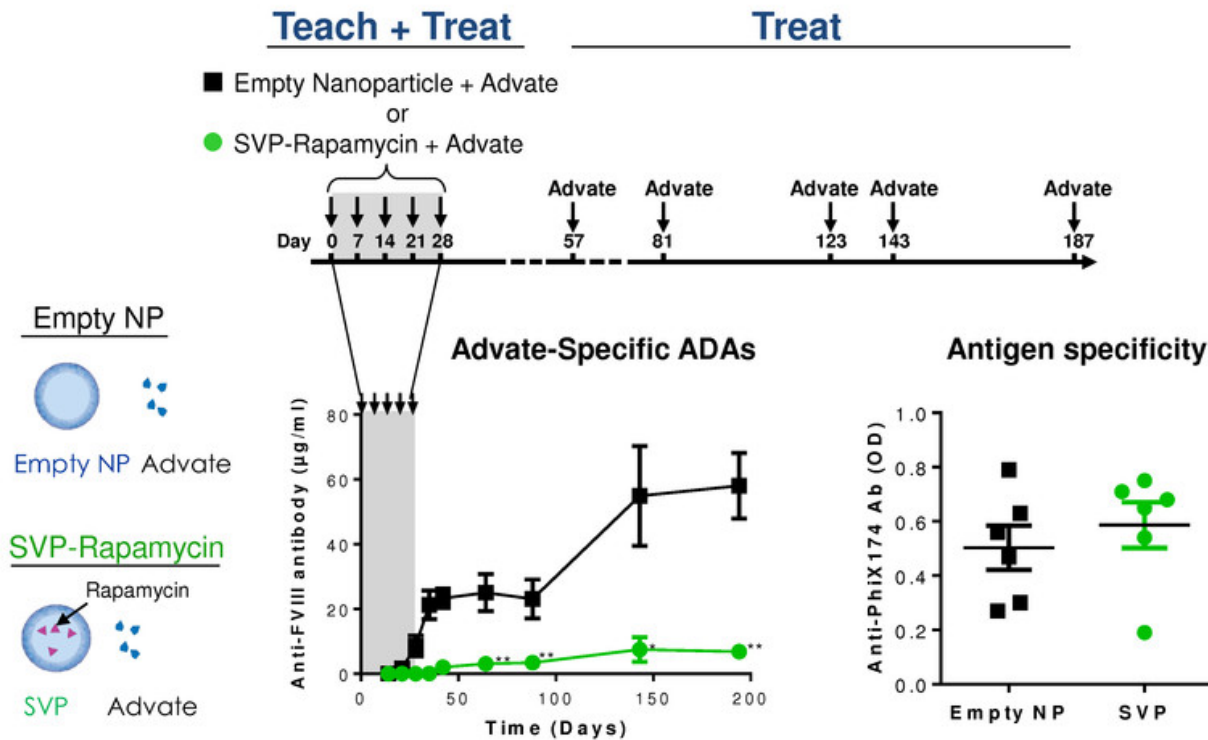 Teach + Treat
Treat
Empty Nanoparticle + Advate
or
SVP-Rapamycin + Advate
Advate Advate Advate Advate Advate
Day 0 7 14 21 28 57 81 123 143 187
Empty NP
Empty NP Advate
SVP-Rapamycin
Rapamycin
SVP Advate
Advate-Specific ADAs
Anti-FVIII antibody (µg/ml)
80
60
40
20
0
** ** * **
0 50 100 150 200
Time (Days)
Antigen specificity
Anti-PhiX174 Ab (OD)
1.0
0.8
0.6
0.4
0.2
0.0
Empty NP SVP